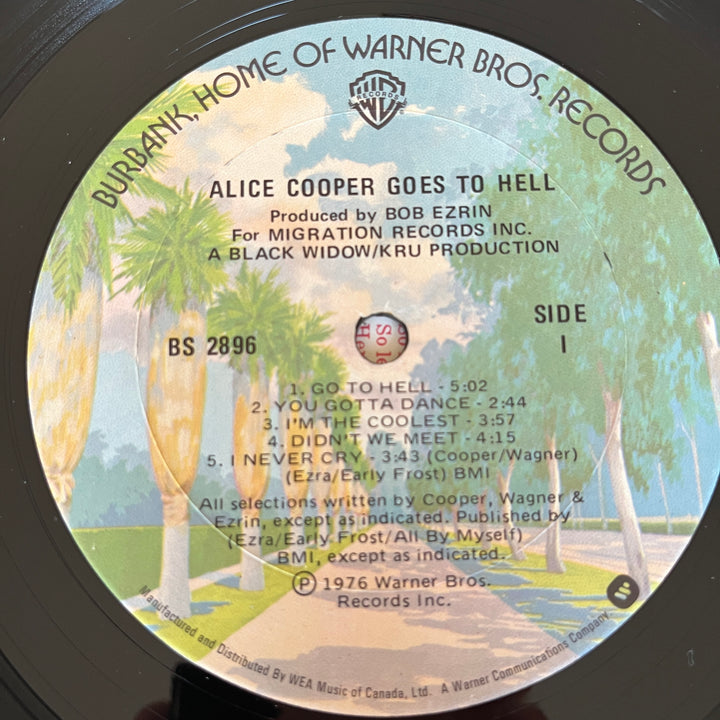 BURBANK, HOME OF WARNER BROS. RECORDS
RECORDS
ALICE COOPER GOES TO HELL
Produced by BOB EZRIN
For MIGRATION RECORDS INC.
A BLACK WIDOW/KRU PRODUCTION
BS 2896
SIDE
I
So le
1. GO TO HELL - 5:02
2. YOU GOTTA DANCE - 2:44
3. I'M THE COOLEST - 3:57
4. DIDN'T WE MEET - 4:15
5. I NEVER CRY - 3:43 (Cooper/Wagner)
(Ezra/Early Frost) BMI
All selections written by Cooper, Wagner &
Ezrin, except as indicated. Published by
(Ezra/Early Frost/All By Myself)
BMI, except as indicated.
Ⓟ 1976 Warner Bros.
Records Inc.
Manufactured and Distributed By WEA Music of Canada, Ltd. A Warner Communications Company